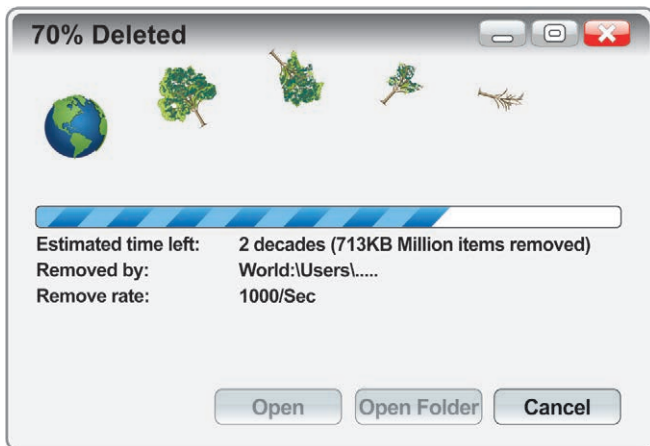 70% Deleted
Estimated time left: 2 decades (713KB Million items removed)
Removed by: World:\Users\.....
Remove rate: 1000/Sec
Open Open Folder Cancel